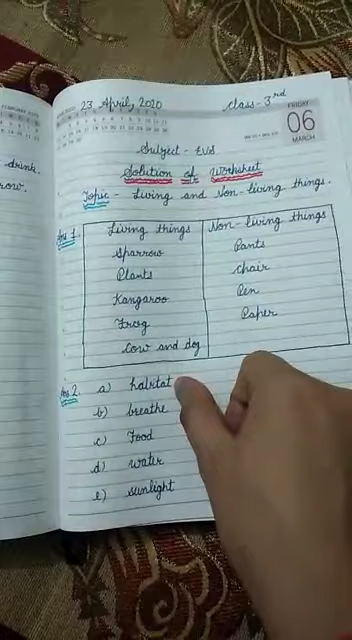 drink.
row.
23 April, 2020 Class - 3rd
FRIDAY
06
MARCH
Subject - EVS
Solution of Worksheet
Topic - Living and Non-living things.
Ans 1. Living things Non-living things
Sparrow Pants
Plants chair
Kangaroo Pen
Frog Paper
Cow and dog
Ans 2. a) habitat
b) breathe
c) Food
d) water
e) sunlight